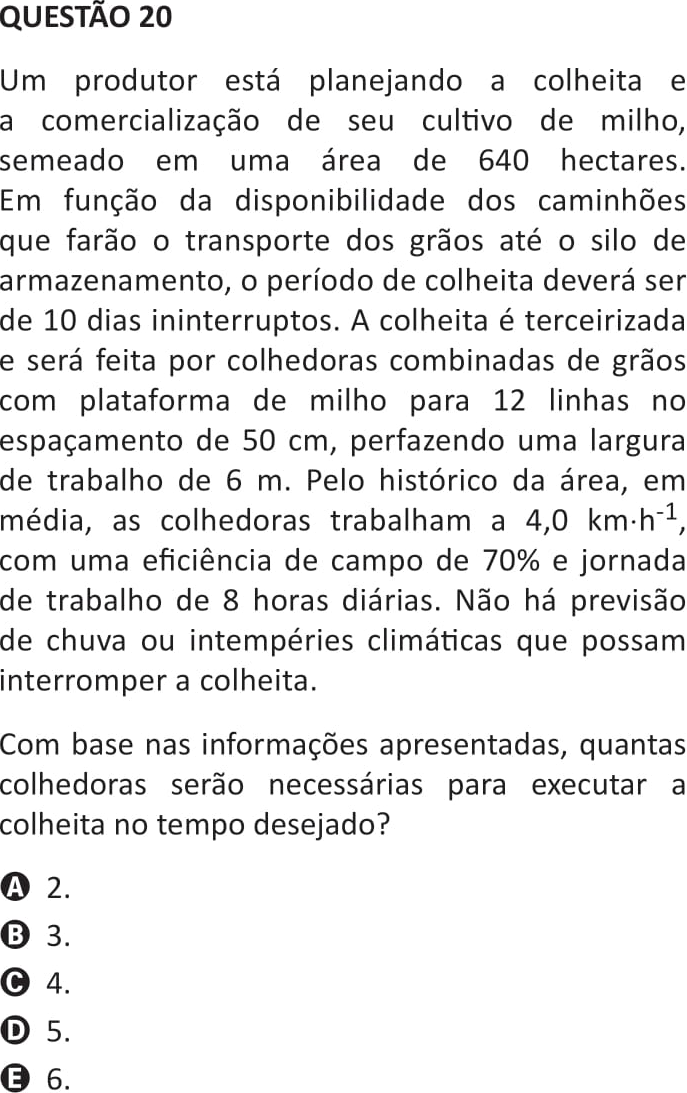 QUESTÃO 20
Um produtor está planejando a colheita e
a comercialização de seu cultivo de milho,
semeado em uma área de 640 hectares.
Em função da disponibilidade dos caminhões
que farão o transporte dos grãos até o silo de
armazenamento, o período de colheita deverá ser
de 10 dias ininterruptos. A colheita é terceirizada
e será feita por colhedoras combinadas de grãos
com plataforma de milho para 12 linhas no
espaçamento de 50 cm, perfazendo uma largura
de trabalho de 6 m. Pelo histórico da área, em
média, as colhedoras trabalham a 4,0 km·h⁻¹,
com uma eficiência de campo de 70% e jornada
de trabalho de 8 horas diárias. Não há previsão
de chuva ou intempéries climáticas que possam
interromper a colheita.
Com base nas informações apresentadas, quantas
colhedoras serão necessárias para executar a
colheita no tempo desejado?
A 2.
B 3.
C 4.
D 5.
E 6.